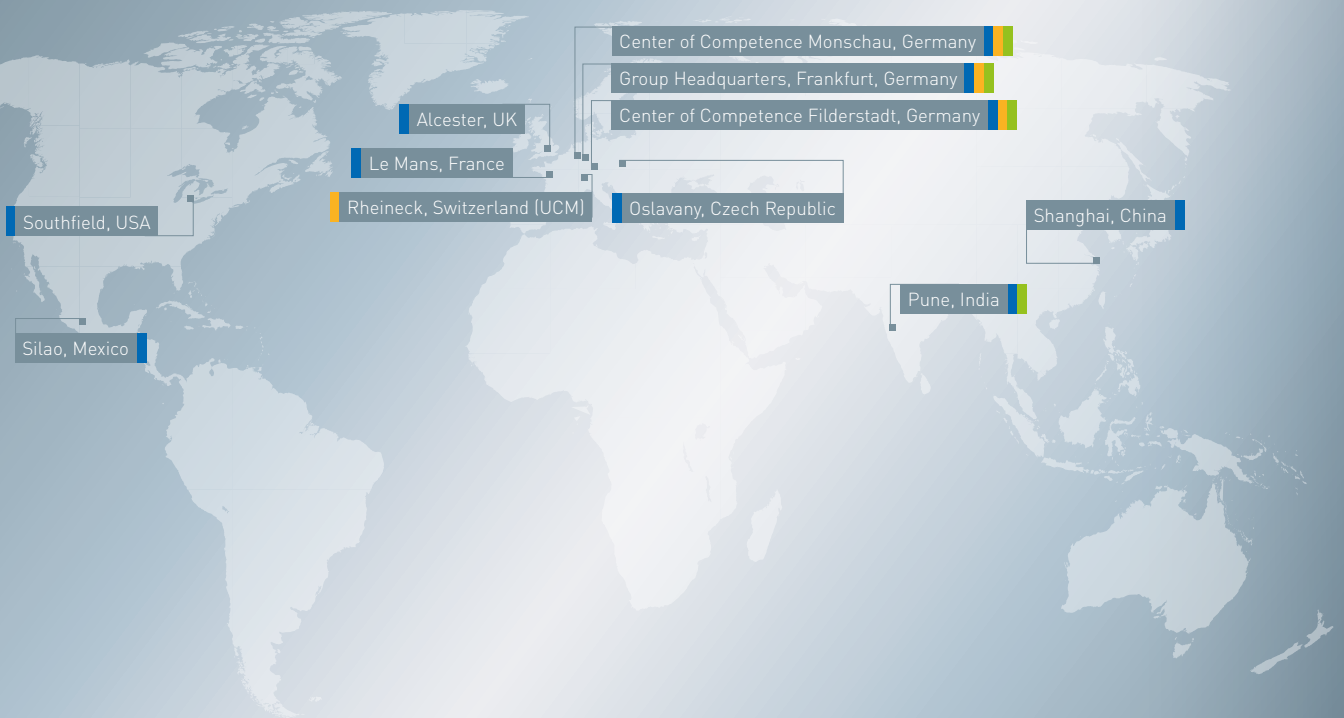 Center of Competence Monschau, Germany
Group Headquarters, Frankfurt, Germany
Center of Competence Filderstadt, Germany
Alcester, UK
Le Mans, France
Rheineck, Switzerland (UCM)
Oslavany, Czech Republic
Southfield, USA
Shanghai, China
Pune, India
Silao, Mexico